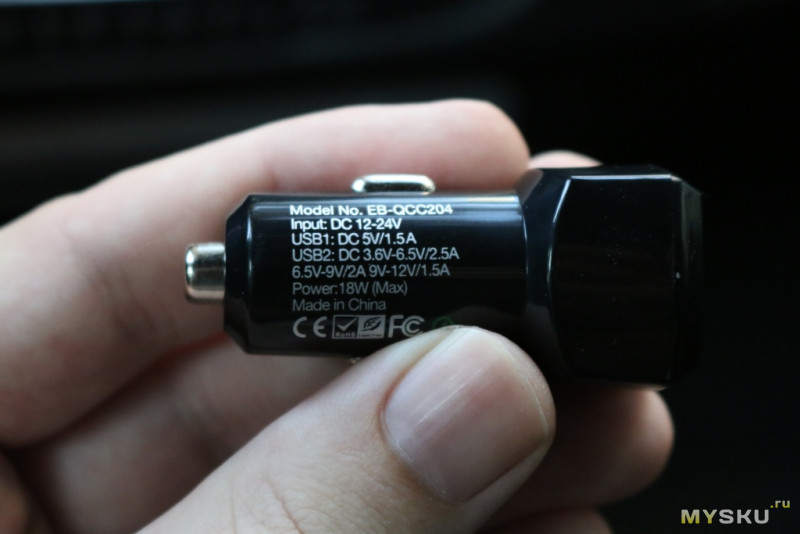 Model No. EB-QCC204
Input: DC 12-24V
USB1: DC 5V/1.5A
USB2: DC 3.6V-6.5V/2.5A
6.5V-9V/2A 9V-12V/1.5A
Power:18W (Max)
Made in China
CE RoHS FC
MYSKU.ru